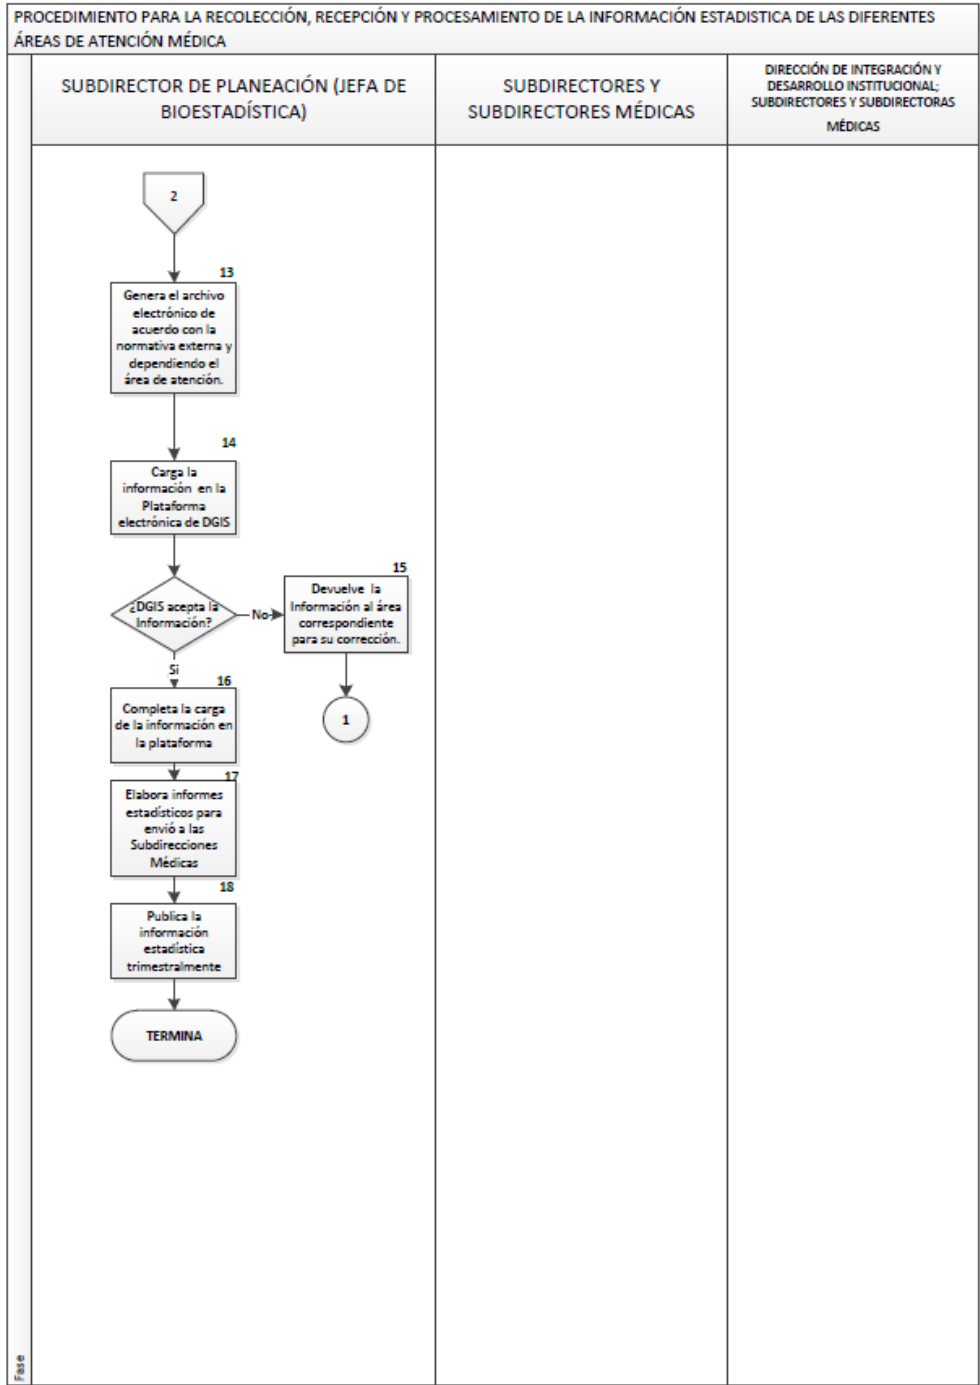 PROCEDIMIENTO PARA LA RECOLECCIÓN, RECEPCIÓN Y PROCESAMIENTO DE LA INFORMACIÓN ESTADISTICA DE LAS DIFERENTES
ÁREAS DE ATENCIÓN MÉDICA
SUBDIRECTOR DE PLANEACIÓN (JEFA DE
BIOESTADÍSTICA)
SUBDIRECTORES Y
SUBDIRECTORES MÉDICAS
DIRECCIÓN DE INTEGRACIÓN Y
DESARROLLO INSTITUCIONAL;
SUBDIRECTORES Y SUBDIRECTORAS
MÉDICAS
2
13
Genera el archivo
electrónico de
acuerdo con la
normativa externa y
dependiendo el
área de atención.
14
Carga la
información en la
Plataforma
electrónica de DGIS
¿DGIS acepta la
Información?
No
15
Devuelve la
Información al área
correspondiente
para su corrección.
1
Si
16
Completa la carga
de la información en
la plataforma
17
Elabora informes
estadísticos para
envió a las
Subdirecciones
Médicas
18
Publica la
información
estadística
trimestralmente
TERMINA
Fase